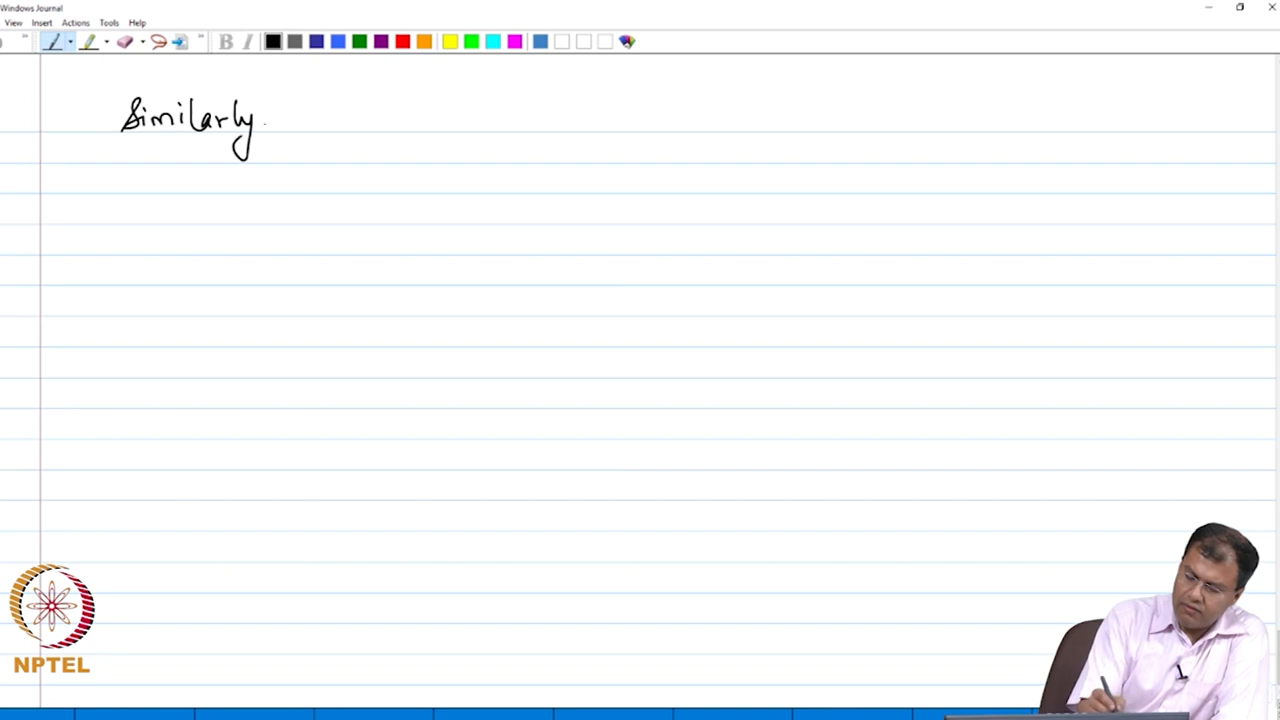 Windows Journal
View Insert Actions Tools Help
B I
Similarly
NPTEL